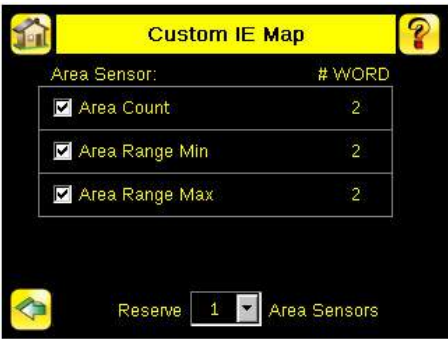 Custom IE Map
?
Area Sensor: # WORD
Area Count 2
Area Range Min 2
Area Range Max 2
Reserve 1 Area Sensors